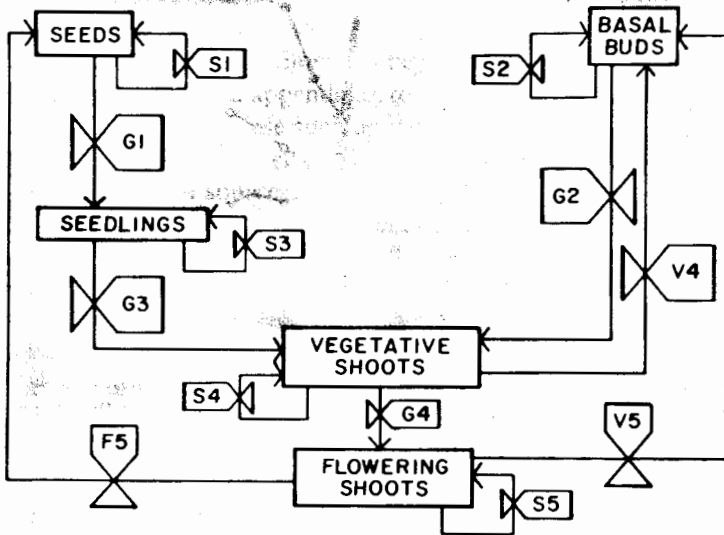 SEEDS
S1
BASAL
BUDS
S2
G1
G2
SEEDLINGS
S3
G3
V4
VEGETATIVE
SHOOTS
S4
G4
F5
V5
FLOWERING
SHOOTS
S5